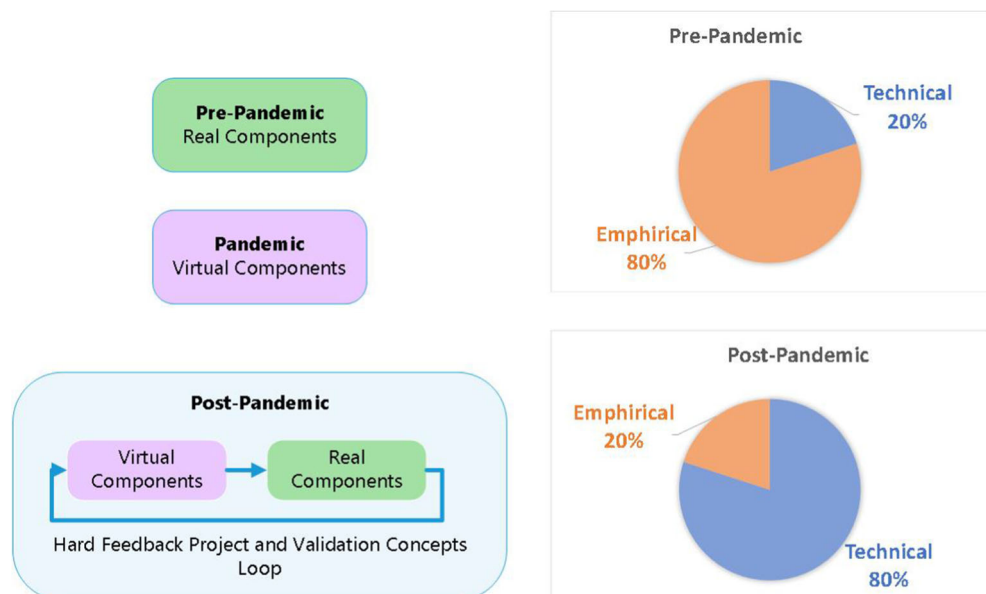 Pre-Pandemic
Real Components
Pandemic
Virtual Components
Post-Pandemic
Virtual
Components
Real
Components
Hard Feedback Project and Validation Concepts
Loop
Pre-Pandemic
Technical
20%
Emphirical
80%
Post-Pandemic
Emphirical
20%
Technical
80%